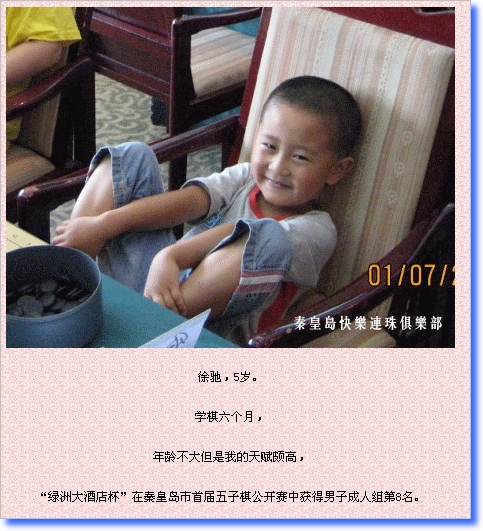 01/07/2
秦皇島快樂連珠俱樂部
徐驰，5岁。
学棋六个月，
年龄不大但是我的天赋颇高，
“绿洲大酒店杯”在秦皇岛市首届五子棋公开赛中获得男子成人组第8名。